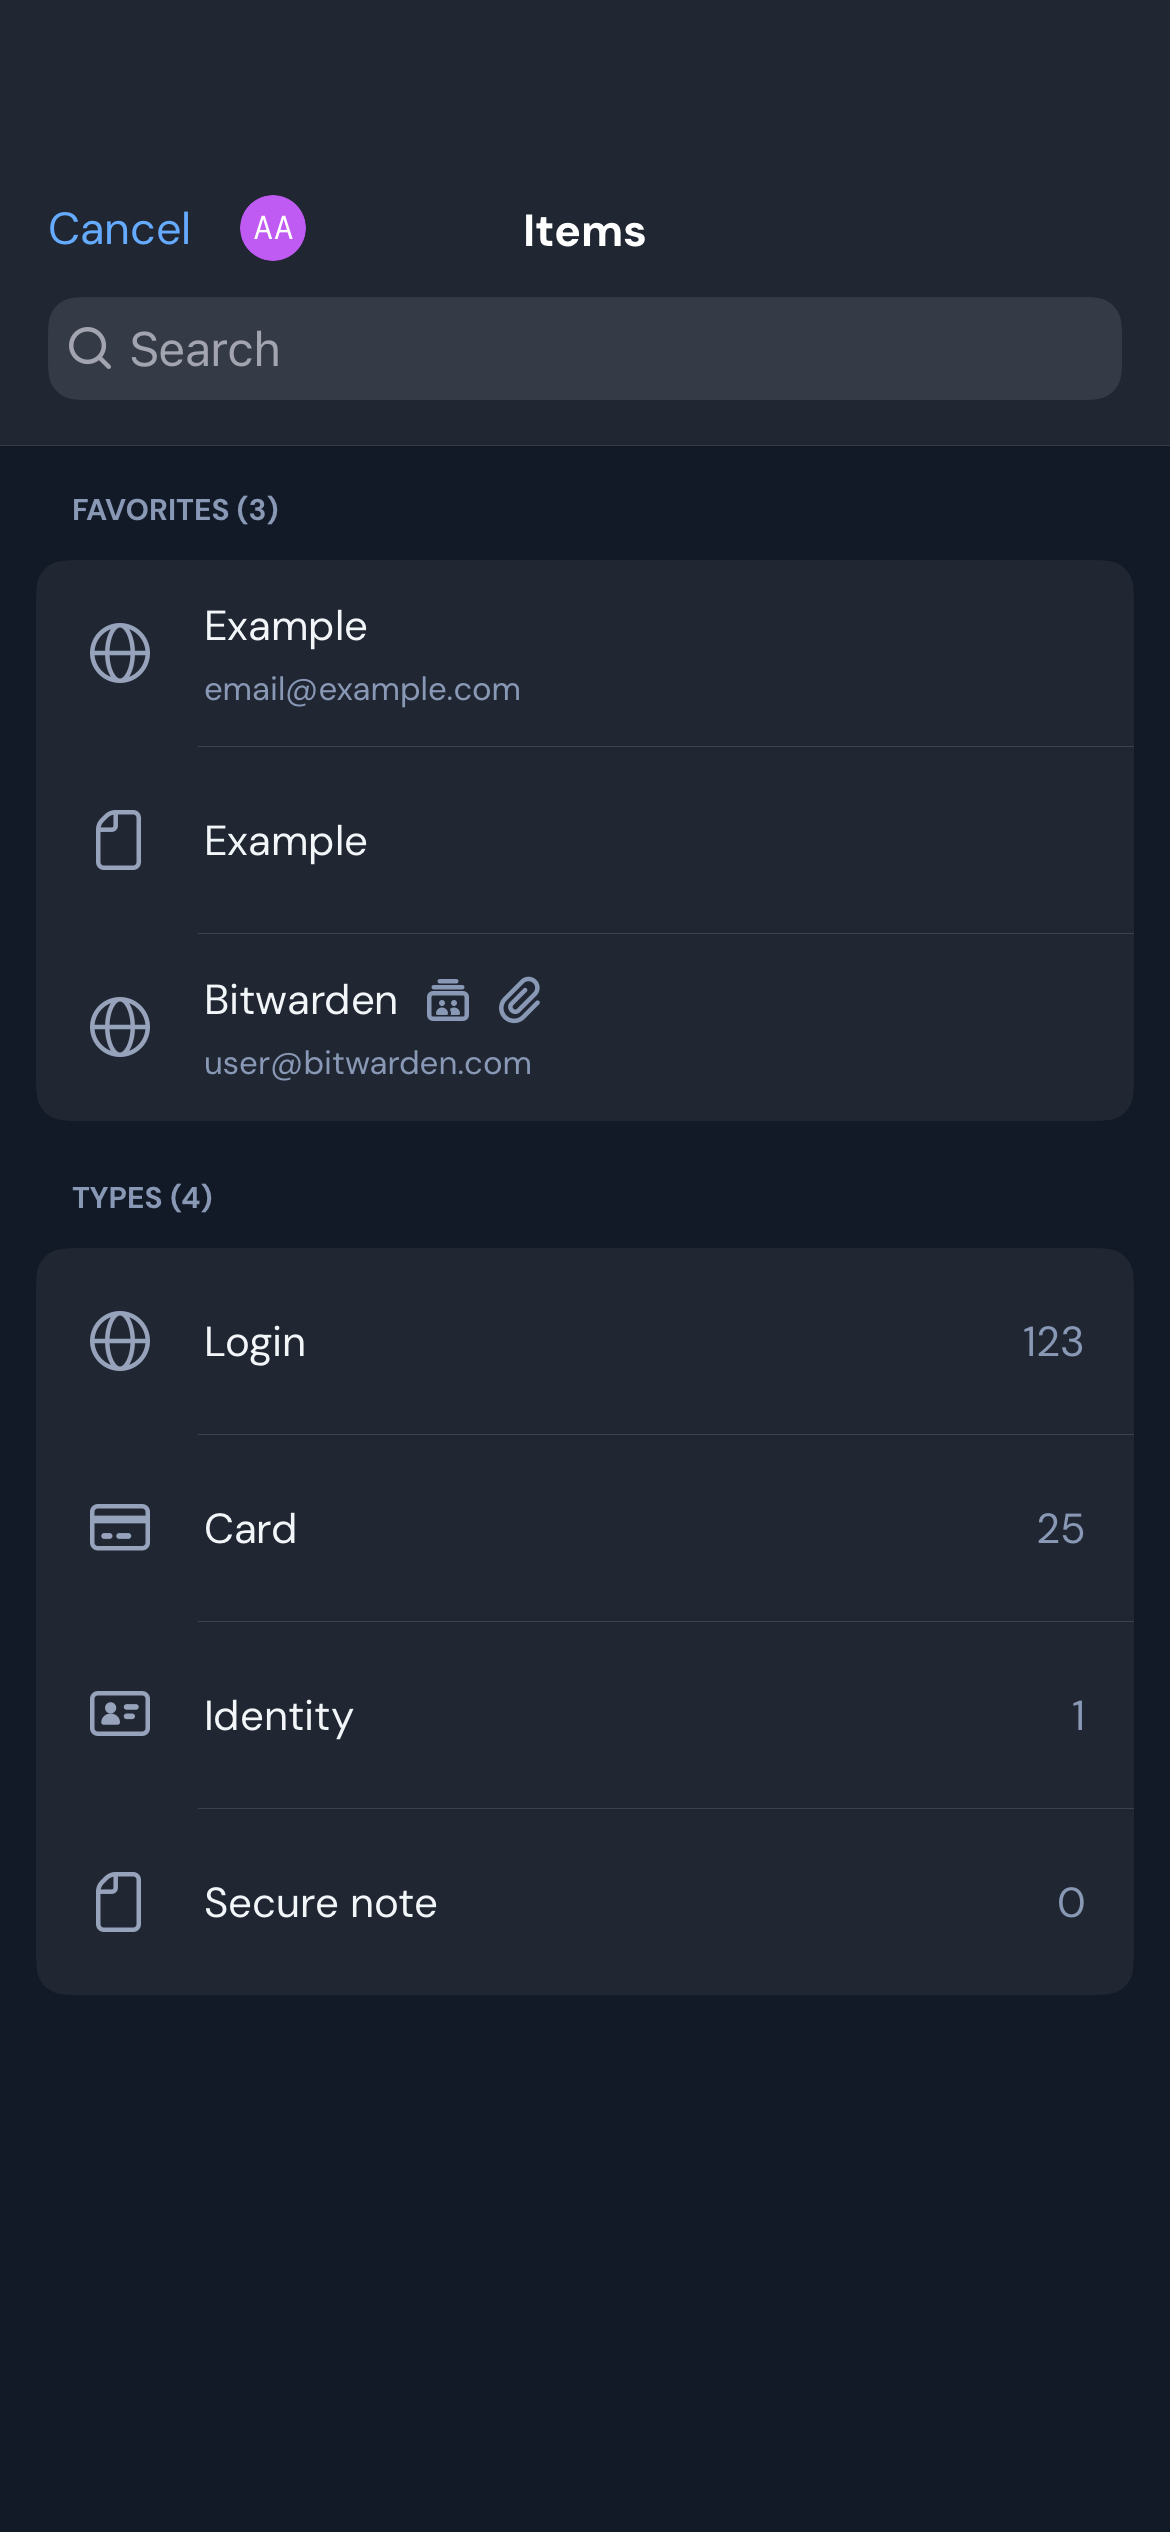 Cancel AA Items
Search
FAVORITES (3)
Example
email@example.com
Example
Bitwarden
user@bitwarden.com
TYPES (4)
Login 123
Card 25
Identity 1
Secure note 0